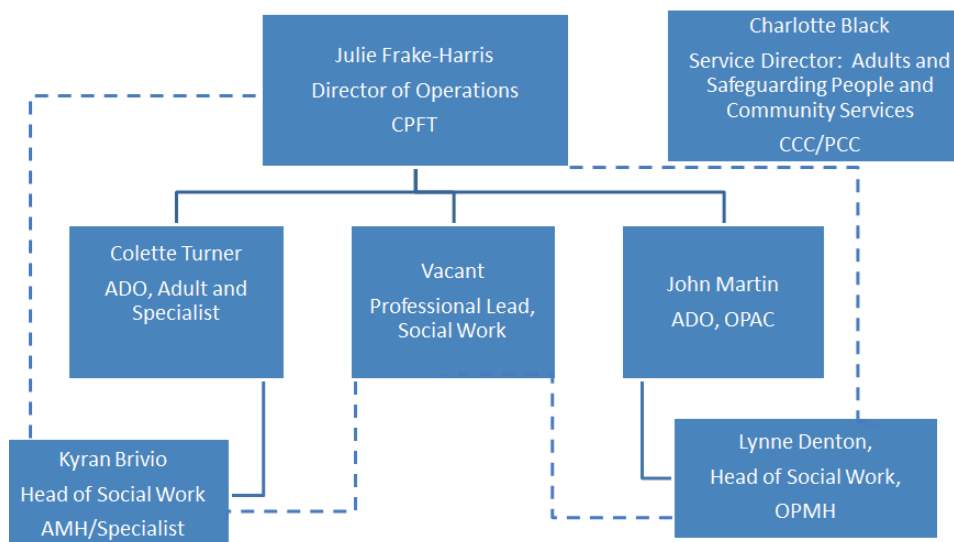 Julie Frake-Harris
Director of Operations
CPFT
Charlotte Black
Service Director:  Adults and
Safeguarding People and
Community Services
CCC/PCC
Colette Turner
ADO, Adult and
Specialist
Vacant
Professional Lead,
Social Work
John Martin
ADO, OPAC
Kyran Brivio
Head of Social Work
AMH/Specialist
Lynne Denton,
Head of Social Work,
OPMH